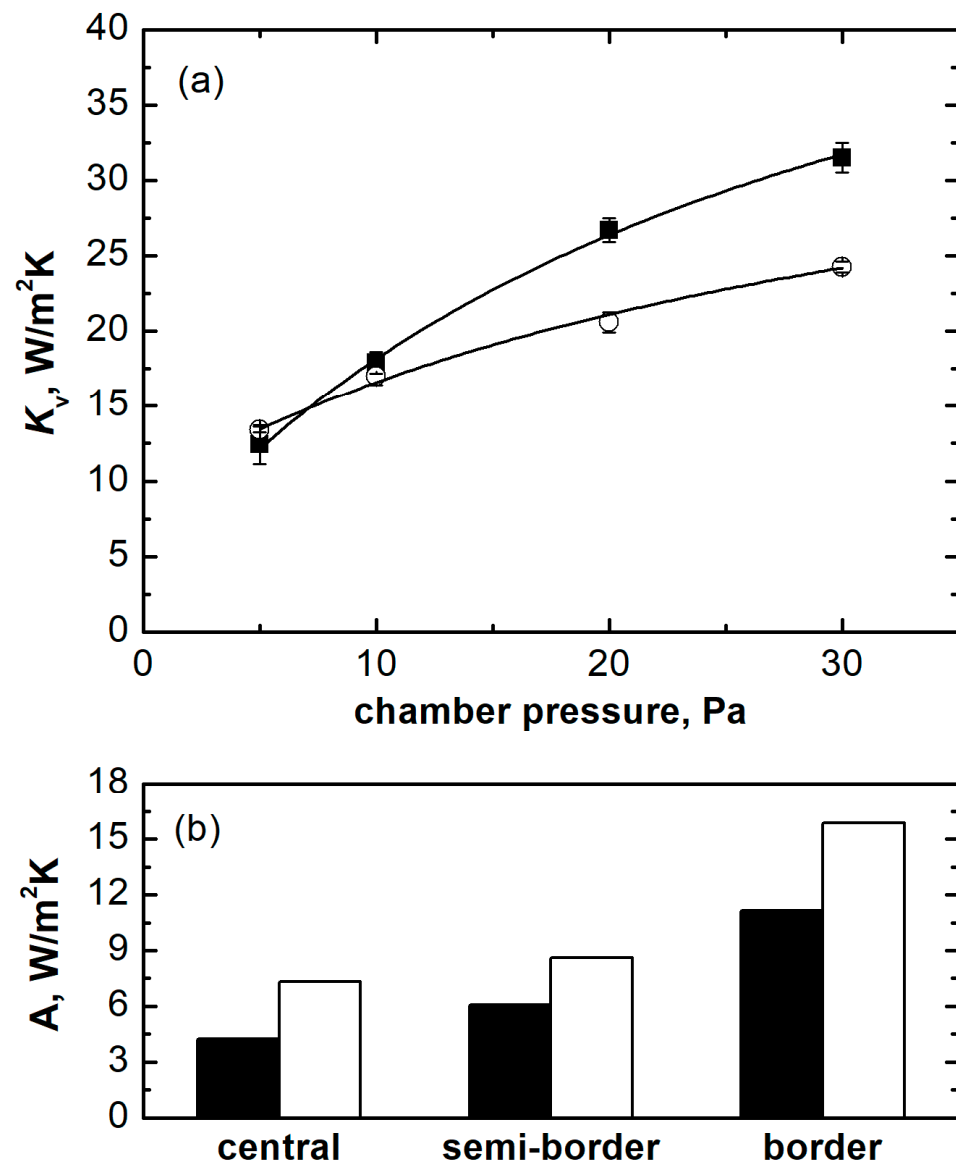 40
35
30
25
20
15
10
5
0
(a)
K_v, W/m²K
0 10 20 30
chamber pressure, Pa
18
15
12
9
6
3
0
(b)
A, W/m²K
central semi-border border